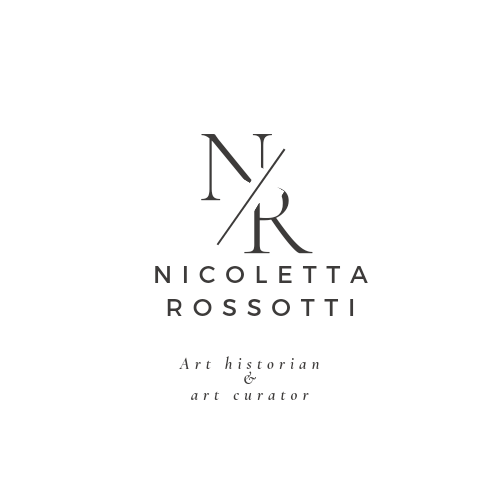 N/R
NICOLETTA
ROSSOTTI
Art historian
&
art curator